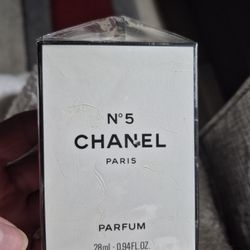 N°5
CHANEL
PARIS
PARFUM
28ml - 0.94FL.OZ.